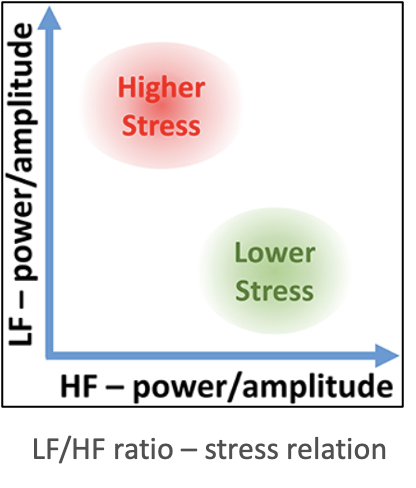 LF – power/amplitude
Higher
Stress
Lower
Stress
HF – power/amplitude
LF/HF ratio – stress relation